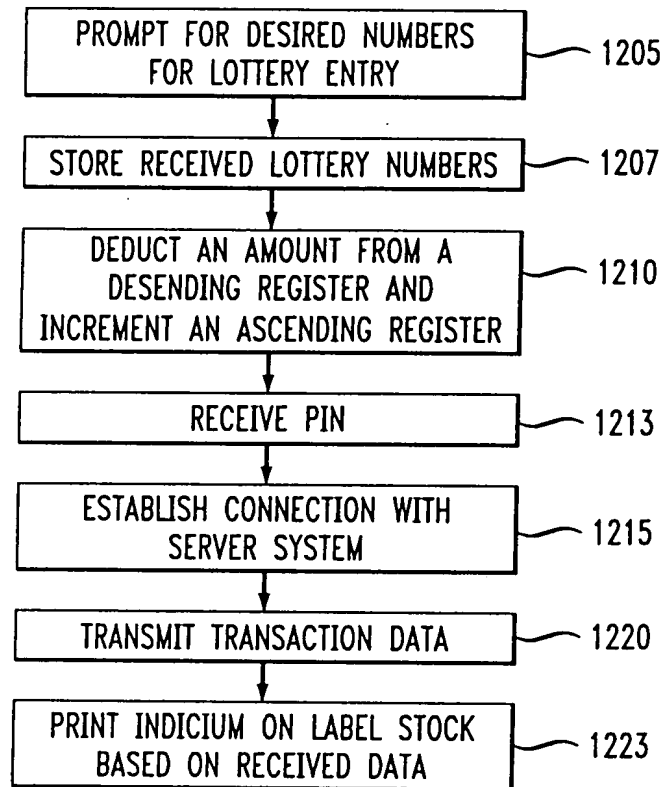 PROMPT FOR DESIRED NUMBERS
FOR LOTTERY ENTRY
1205
STORE RECEIVED LOTTERY NUMBERS
1207
DEDUCT AN AMOUNT FROM A
DESENDING REGISTER AND
INCREMENT AN ASCENDING REGISTER
1210
RECEIVE PIN
1213
ESTABLISH CONNECTION WITH
SERVER SYSTEM
1215
TRANSMIT TRANSACTION DATA
1220
PRINT INDICIUM ON LABEL STOCK
BASED ON RECEIVED DATA
1223